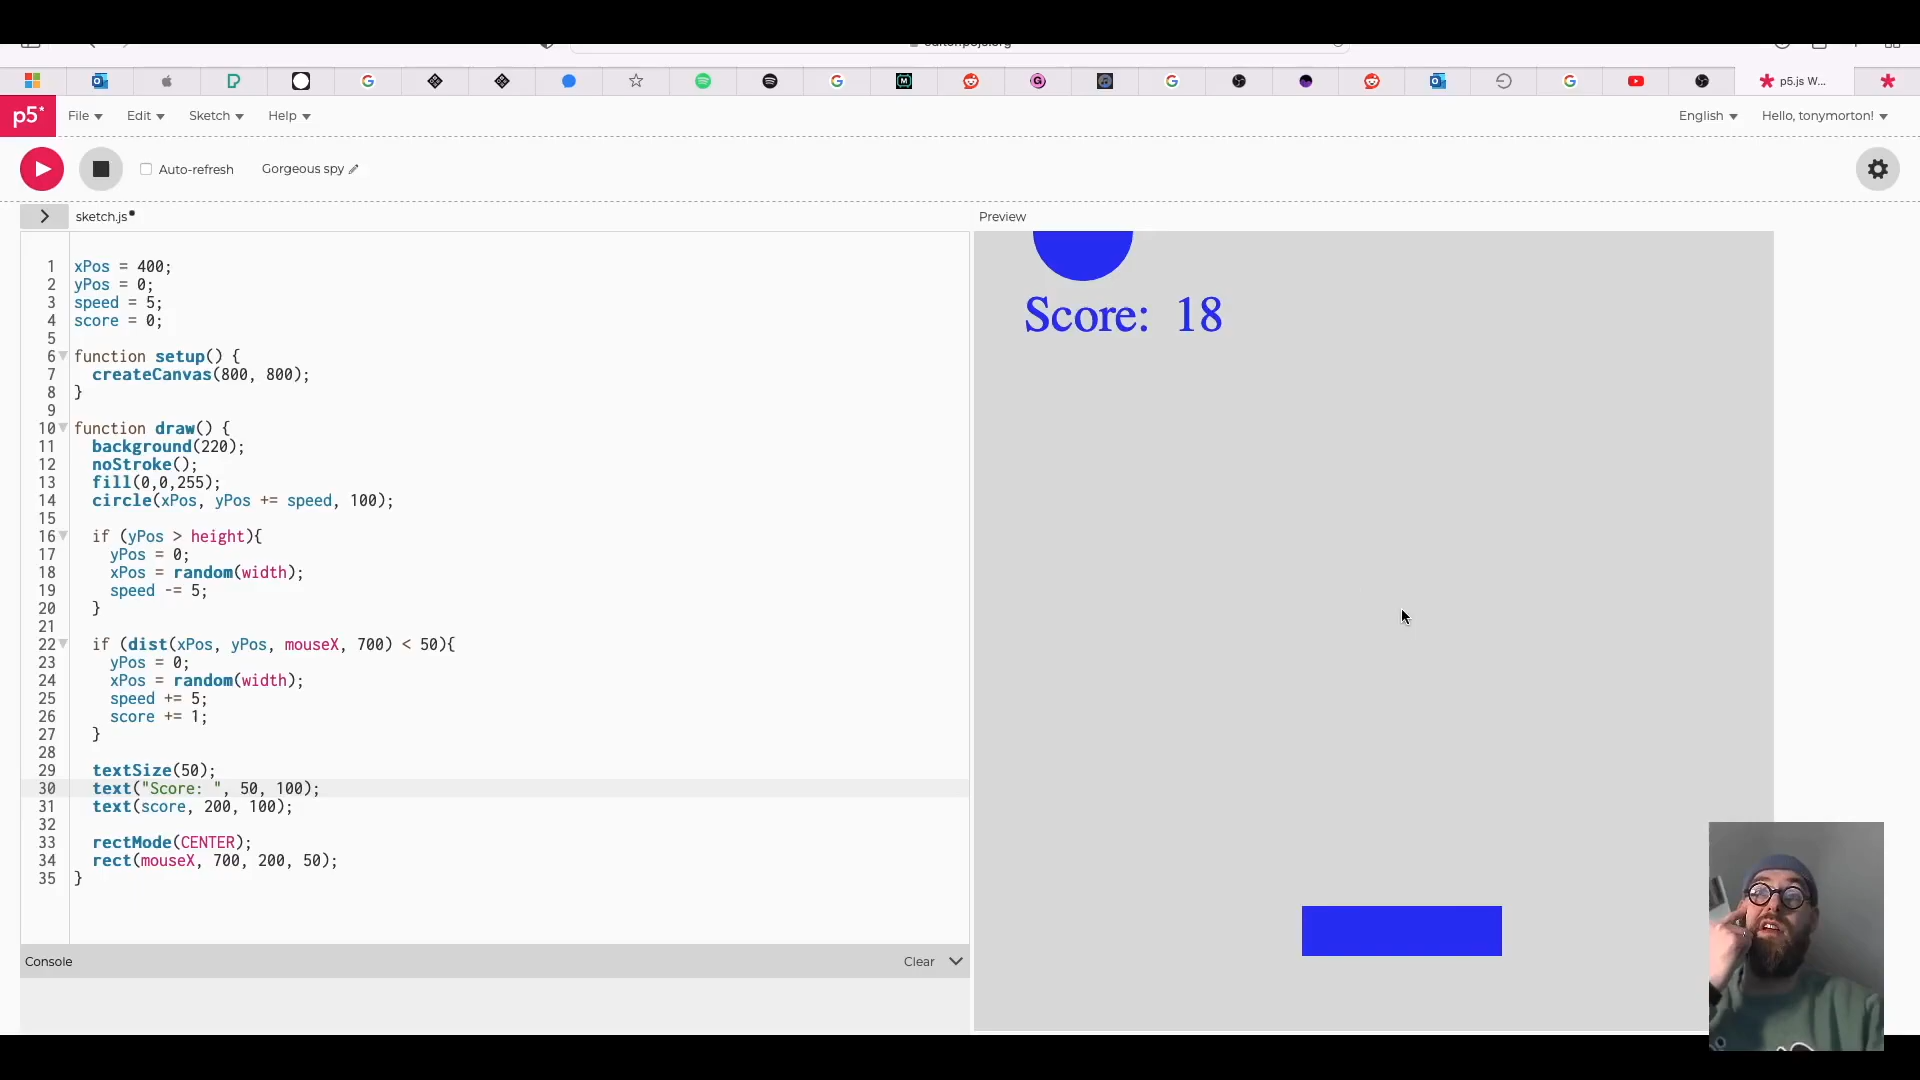 p5.js W...
p5*
File
Edit
Sketch
Help
English
Hello, tonymorton!
Auto-refresh
Gorgeous spy
sketch.js
Preview
1 xPos = 400;
2 yPos = 0;
3 speed = 5;
4 score = 0;
5
6 function setup() {
7 createCanvas(800, 800);
8 }
9
10 function draw() {
11 background(220);
12 noStroke();
13 fill(0,0,255);
14 circle(xPos, yPos += speed, 100);
15
16 if (yPos > height){
17 yPos = 0;
18 xPos = random(width);
19 speed -= 5;
20 }
21
22 if (dist(xPos, yPos, mouseX, 700) < 50){
23 yPos = 0;
24 xPos = random(width);
25 speed += 5;
26 score += 1;
27 }
28
29 textSize(50);
30 text("Score: ", 50, 100);
31 text(score, 200, 100);
32
33 rectMode(CENTER);
34 rect(mouseX, 700, 200, 50);
35 }
Score: 18
Console
Clear